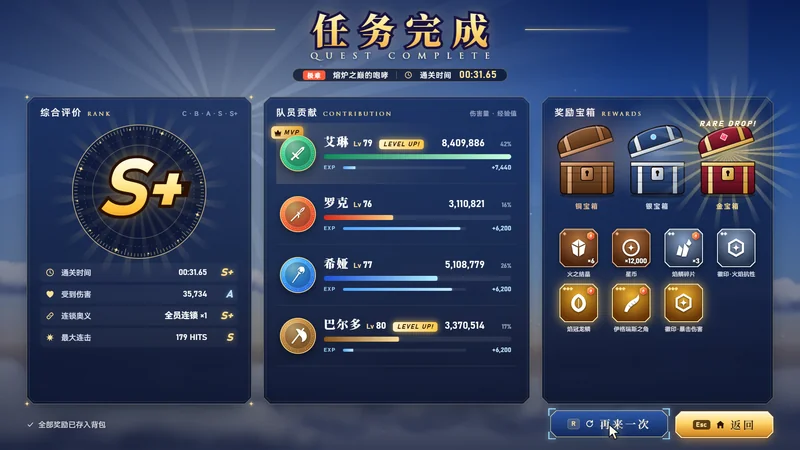 任务完成
QUEST COMPLETE
极难 熔炉之巅的咆哮 通关时间 00:31.65
综合评价 RANK C·B·A·S·S+
S+
通关时间 00:31.65 S+
受到伤害 35,734 A
连锁奥义 全员连锁 ×1 S+
最大连击 179 HITS S
队员贡献 CONTRIBUTION 伤害量 · 经验值
MVP
艾琳 Lv 79 LEVEL UP! 8,409,886 42%
EXP +7,440
罗克 Lv 76 3,110,821 16%
EXP +6,200
希娅 Lv 77 5,108,779 26%
EXP +6,200
巴尔多 Lv 80 LEVEL UP! 3,370,514 17%
EXP +6,200
奖励宝箱 REWARDS
RARE DROP!
铜宝箱 银宝箱 金宝箱
×6 ×12,000 ×3
火之结晶 星币 焰鳞碎片 徽印·火焰抗性
焰冠龙鳞 伊格瑞斯之角 徽印·暴击伤害
全部奖励已存入背包
R 再来一次
Esc 返回